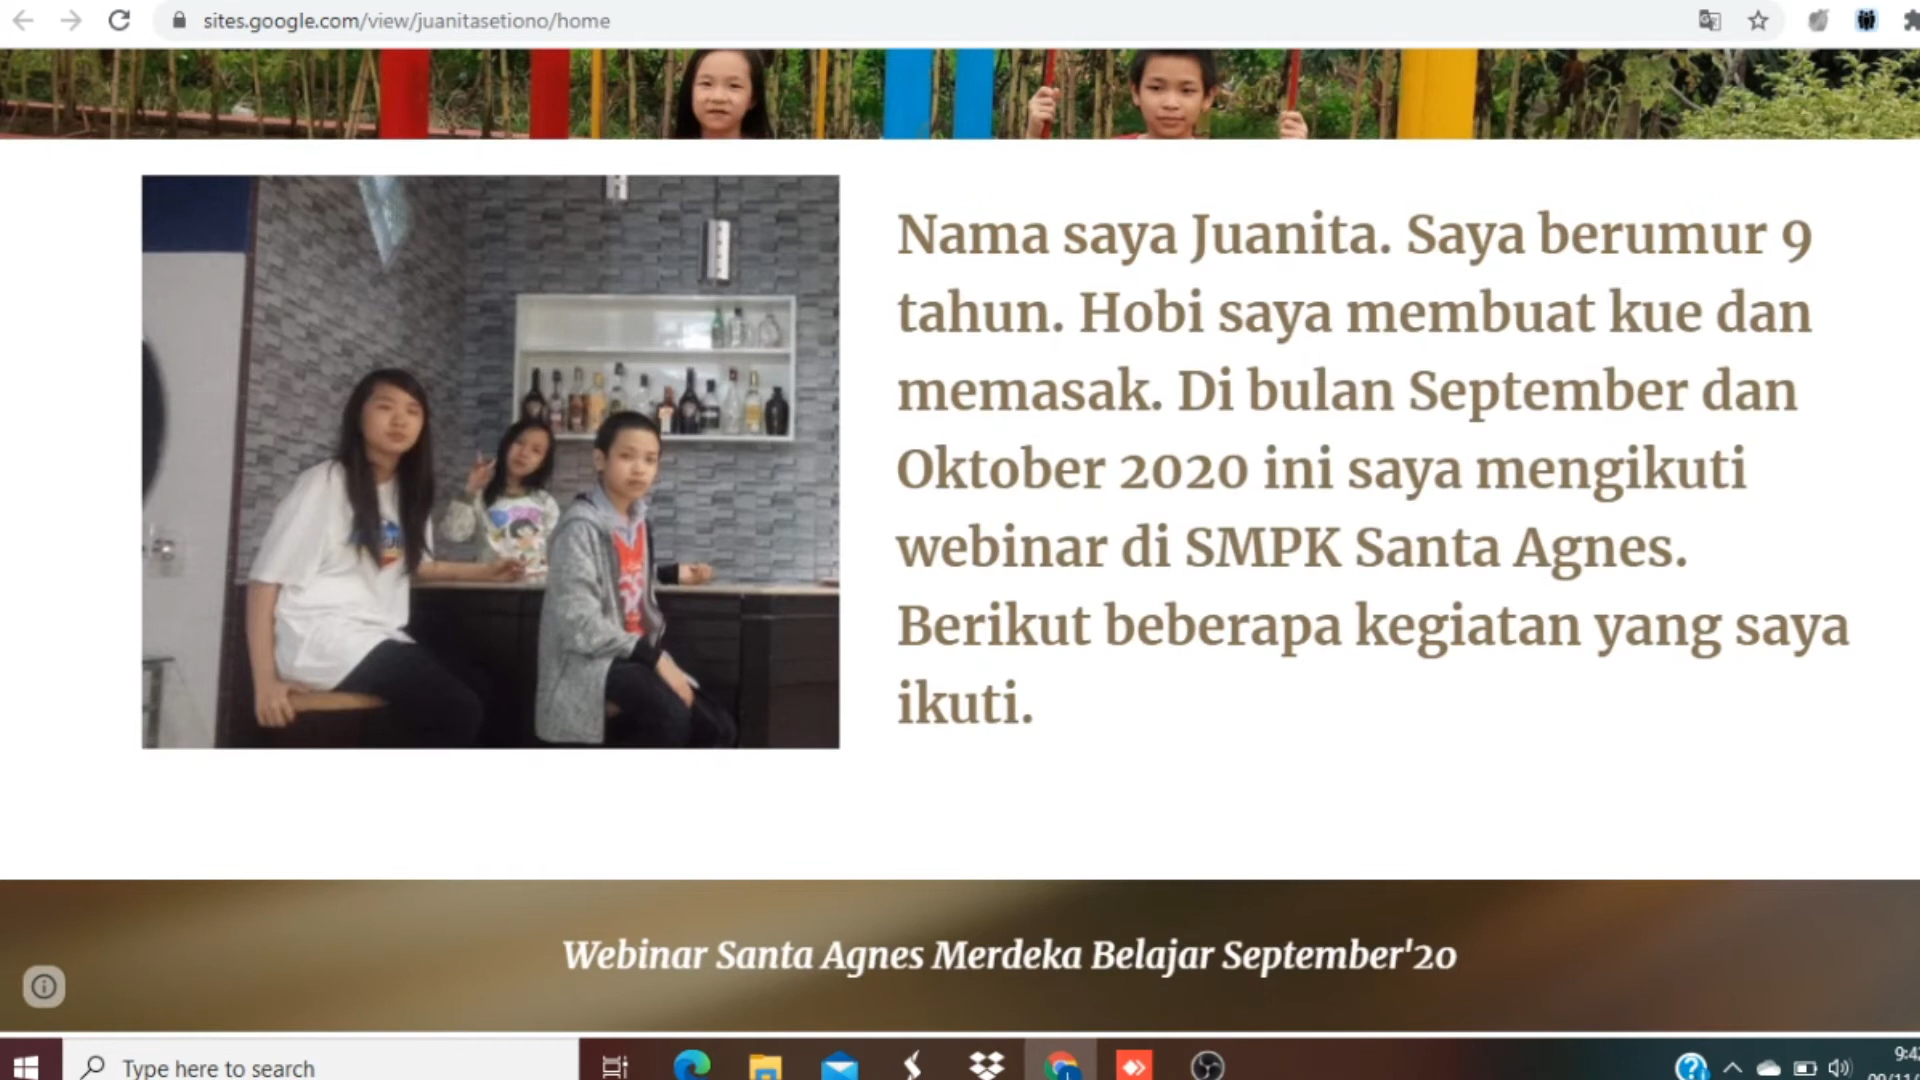 sites.google.com/view/juanitasetiono/home
Nama saya Juanita. Saya berumur 9
tahun. Hobi saya membuat kue dan
memasak. Di bulan September dan
Oktober 2020 ini saya mengikuti
webinar di SMPK Santa Agnes.
Berikut beberapa kegiatan yang saya
ikuti.
Webinar Santa Agnes Merdeka Belajar September'20
Type here to search